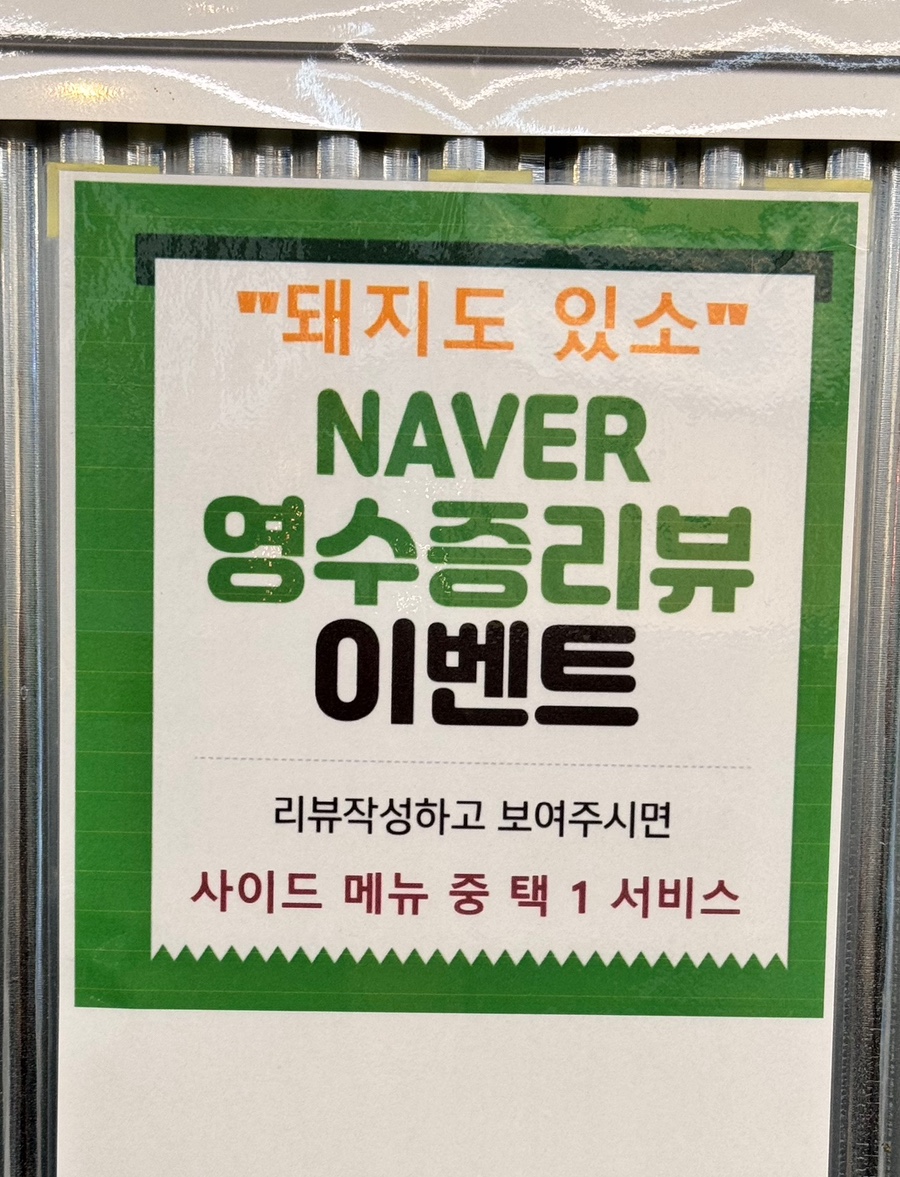 "돼지도 있소"
NAVER
영수증리뷰
이벤트
리뷰작성하고 보여주시면
사이드 메뉴 중 택 1 서비스